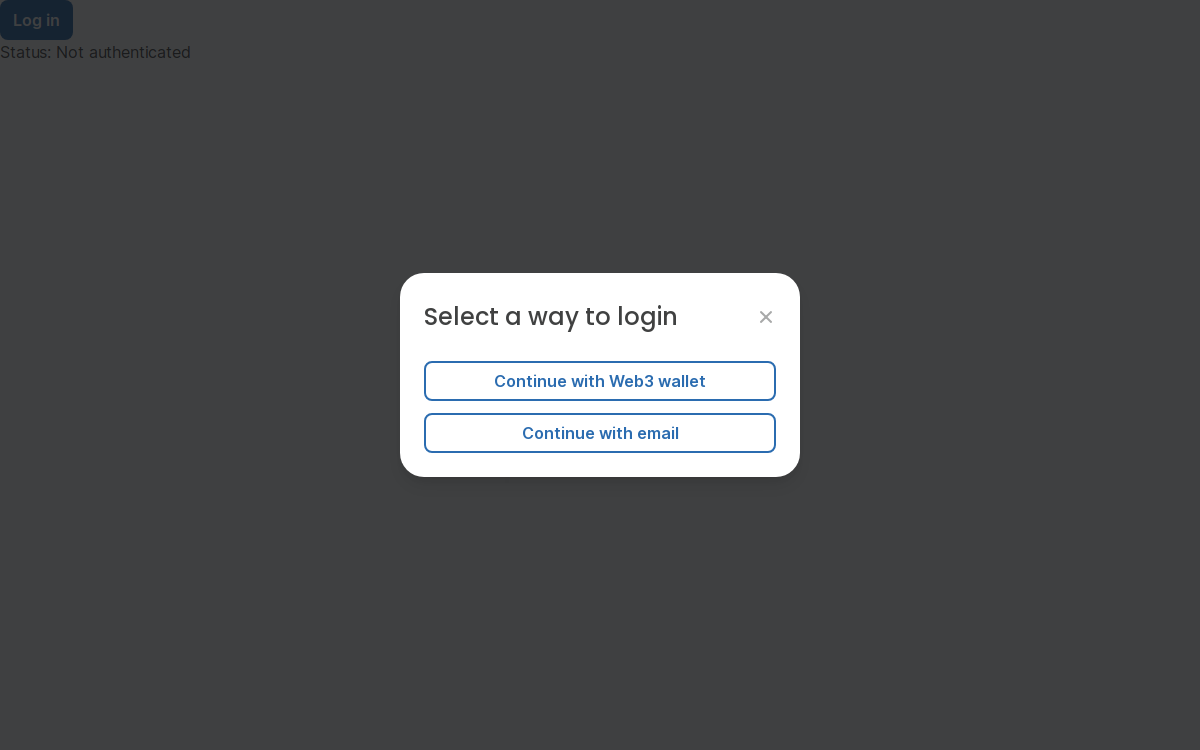 Log in
Status: Not authenticated
Select a way to login
Continue with Web3 wallet
Continue with email